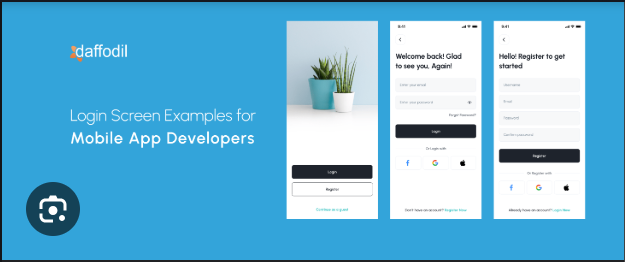 daffodil
Login Screen Examples for
Mobile App Developers
Login
Register
Continue as a guest
9:41
Welcome back! Glad
to see you, Again!
Enter your email
Enter your password
Forgot Password?
Login
Or Login with
Don't have an account? Register Now
9:41
Hello! Register to get
started
Username
Email
Password
Confirm password
Register
Or Register with
Already have an account? Login Now